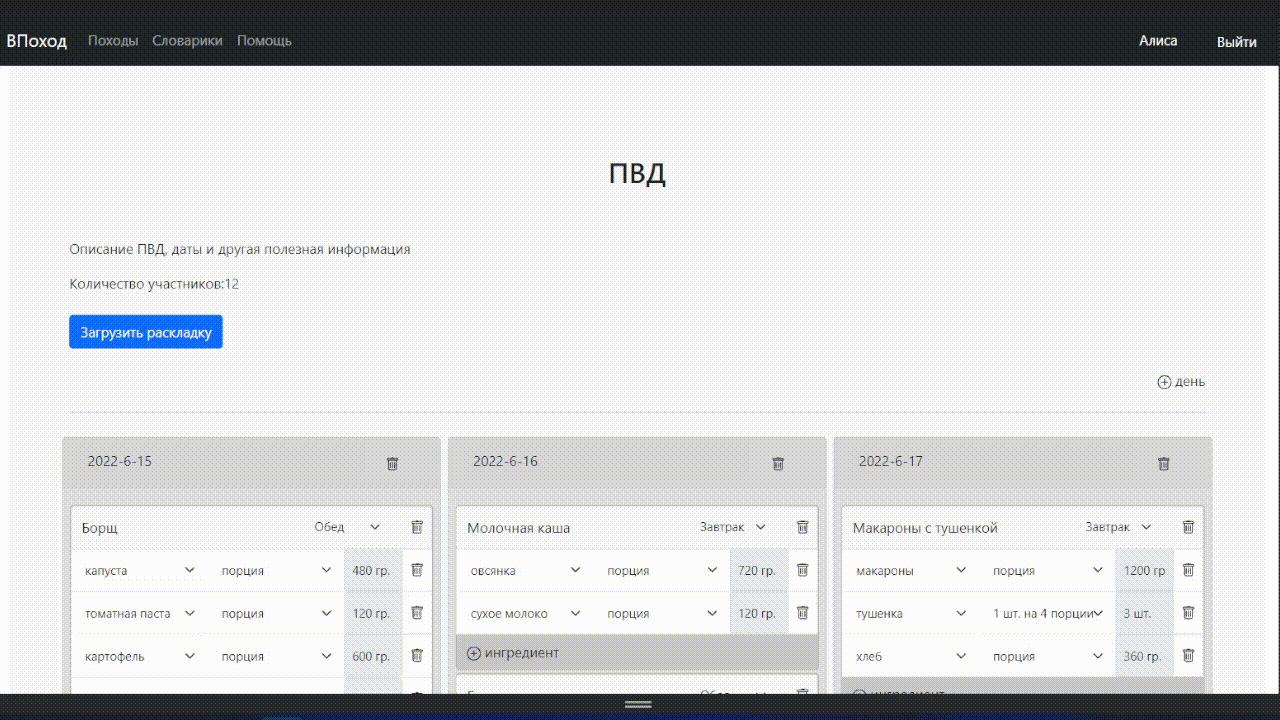 ВПоход Походы Словарики Помощь Алиса Выйти
ПВД
Описание ПВД, даты и другая полезная информация
Количество участников:12
Загрузить раскладку
день
2022-6-15 2022-6-16 2022-6-17
Борщ Обед Молочная каша Завтрак Макароны с тушенкой Завтрак
капуста порция 480 гр. овсянка порция 720 гр. макароны порция 1200 гр
томатная паста порция 120 гр. сухое молоко порция 120 гр. тушенка 1 шт. на 4 порции 3 шт.
картофель порция 600 гр. ингредиент хлеб порция 360 гр.